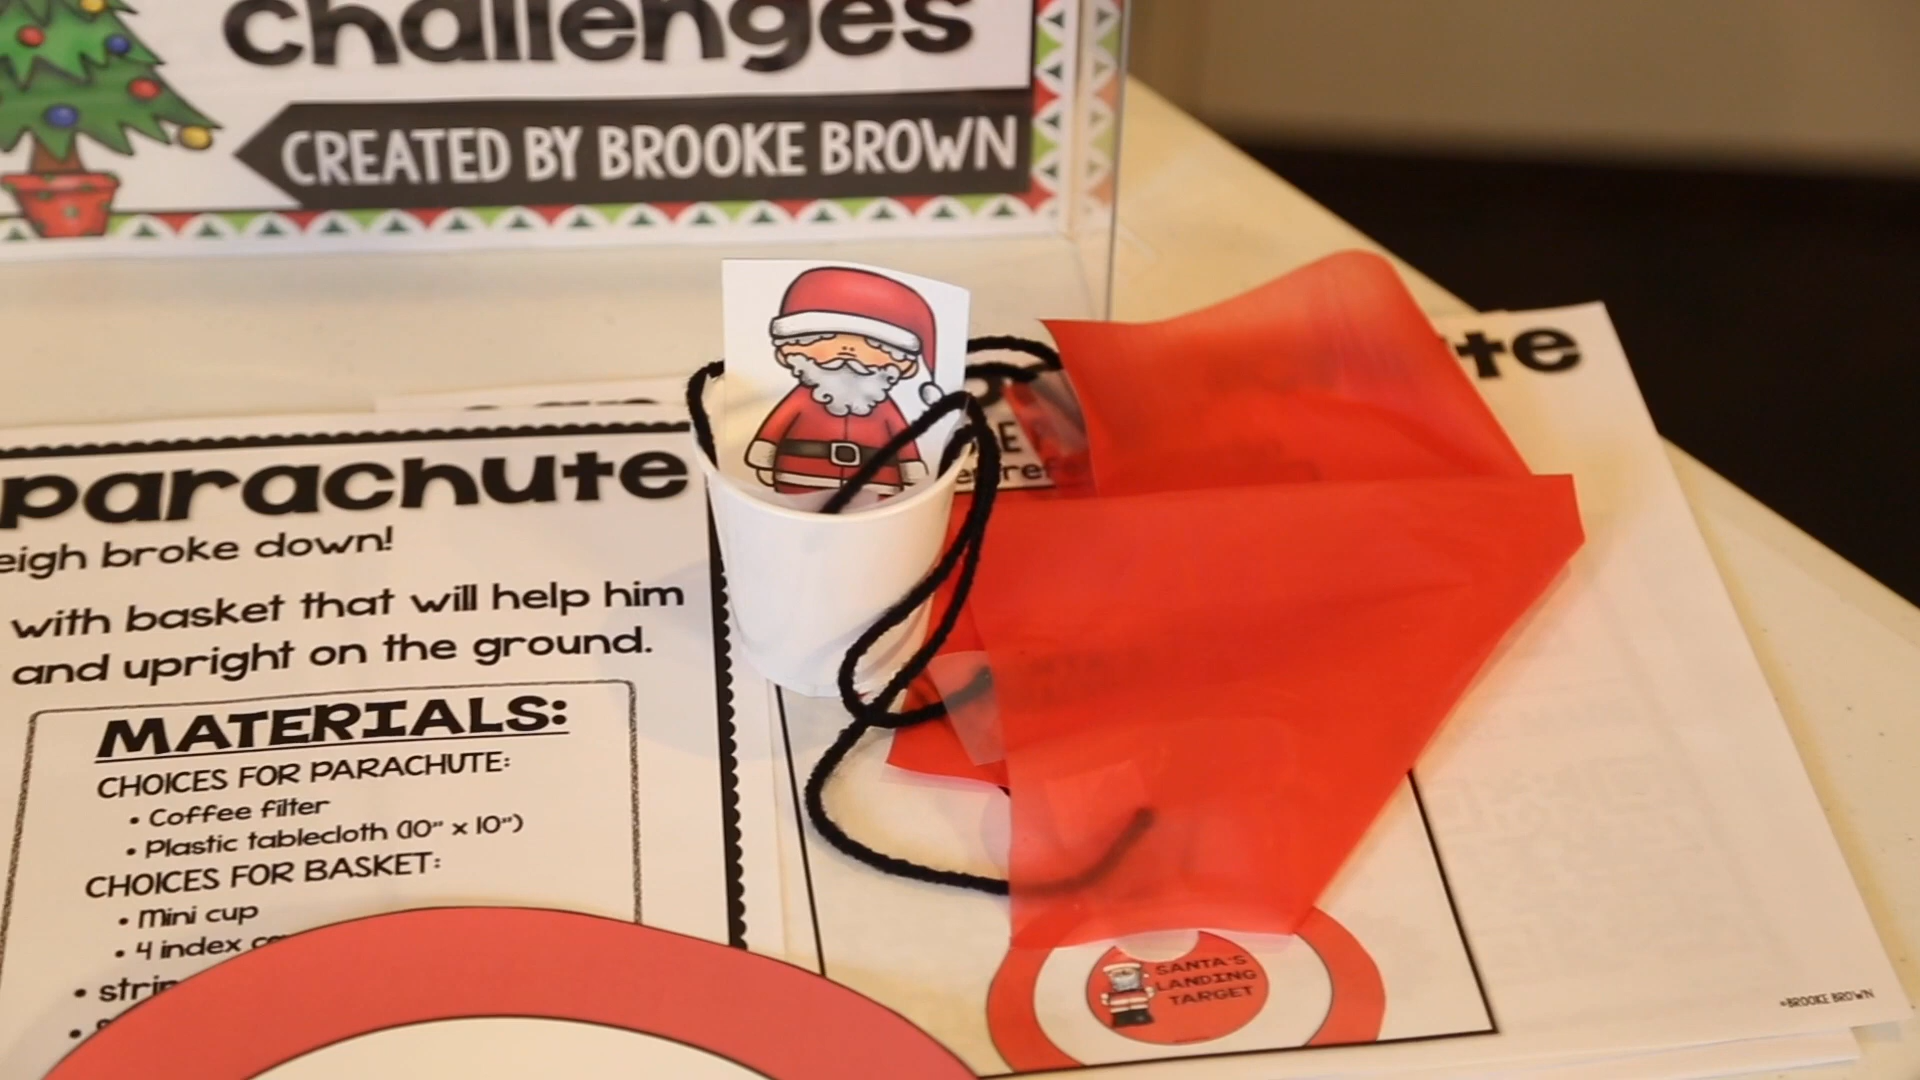 challenges
CREATED BY BROOKE BROWN
parachute
eigh broke down!
with basket that will help him
and upright on the ground.
MATERIALS:
CHOICES FOR PARACHUTE:
• Coffee filter
• Plastic tablecloth (10" x 10")
CHOICES FOR BASKET:
• Mini cup
• 4 index
te
SANTA'S
LANDING
TARGET
©BROOKE BROWN